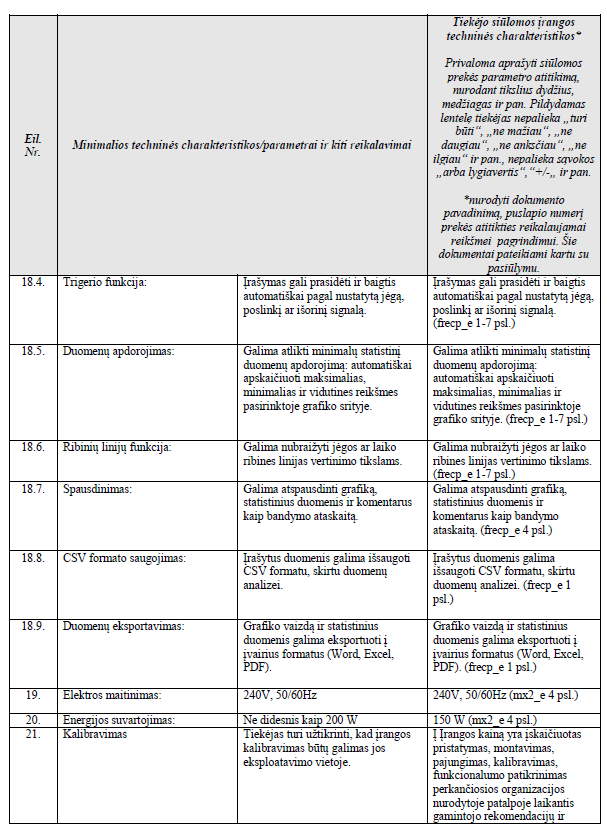 Eil.
Nr.
Minimalios techninės charakteristikos/parametrai ir kiti reikalavimai
Tiekėjo siūlomos įrangos
techninės charakteristikos*
Privaloma aprašyti siūlomos
prekės parametro atitikimą,
nurodant tikslius dydžius,
medžiagas ir pan. Pildydamas
lentelę tiekėjas nepalieka „turi
būti“, „ne mažiau“, „ne
daugiau“, „ne anksčiau“, „ne
ilgiau“ ir pan., nepalieka sąvokos
„arba lygiavertis“,“+/-„ ir pan.
*nurodyti dokumento
pavadinimą, puslapio numerį
prekės atitikties reikalaujamai
reikšmei pagrindimui. Šie
dokumentai pateikiami kartu su
pasiūlymu.
18.4.
Trigerio funkcija:
Įrašymas gali prasidėti ir baigtis
automatiškai pagal nustatytą jėgą,
poslinkį ar išorinį signalą.
Įrašymas gali prasidėti ir baigtis
automatiškai pagal nustatytą jėgą,
poslinkį ar išorinį signalą.
(frecp_e 1-7 psl.)
18.5.
Duomenų apdorojimas:
Galima atlikti minimalų statistinį
duomenų apdorojimą: automatiškai
apskaičiuoti maksimalias,
minimalias ir vidutines reikšmes
pasirinktoje grafiko srityje.
Galima atlikti minimalų statistinį
duomenų apdorojimą:
automatiškai apskaičiuoti
maksimalias, minimalias ir
vidutines reikšmes pasirinktoje
grafiko srityje. (frecp_e 1-7 psl.)
18.6.
Ribinių linijų funkcija:
Galima nubraižyti jėgos ar laiko
ribines linijas vertinimo tikslams.
Galima nubraižyti jėgos ar laiko
ribines linijas vertinimo tikslams.
(frecp_e 1-7 psl.)
18.7.
Spausdinimas:
Galima atspausdinti grafiką,
statistinius duomenis ir komentarus
kaip bandymo ataskaitą.
Galima atspausdinti grafiką,
statistinius duomenis ir
komentarus kaip bandymo
ataskaitą. (frecp_e 4 psl.)
18.8.
CSV formato saugojimas:
Įrašytus duomenis galima išsaugoti
CSV formatu, skirtu duomenų
analizei.
Įrašytus duomenis galima
išsaugoti CSV formatu, skirtu
duomenų analizei. (frecp_e 1
psl.)
18.9.
Duomenų eksportavimas:
Grafiko vaizdą ir statistinius
duomenis galima eksportuoti į
įvairius formatus (Word, Excel,
PDF).
Grafiko vaizdą ir statistinius
duomenis galima eksportuoti į
įvairius formatus (Word, Excel,
PDF). (frecp_e 1 psl.)
19.
Elektros maitinimas:
240V, 50/60Hz
240V, 50/60Hz (mx2_e 4 psl.)
20.
Energijos suvartojimas:
Ne didesnis kaip 200 W
150 W (mx2_e 4 psl.)
21.
Kalibravimas
Tiekėjas turi užtikrinti, kad įrangos
kalibravimas būtų galimas jos
eksploatavimo vietoje.
Į Įrangos kainą yra įskaičiuotas
pristatymas, montavimas,
pajungimas, kalibravimas,
funkcionalumo patikrinimas
perkančiosios organizacijos
nurodytoje patalpoje laikantis
gamintojo rekomendacijų ir